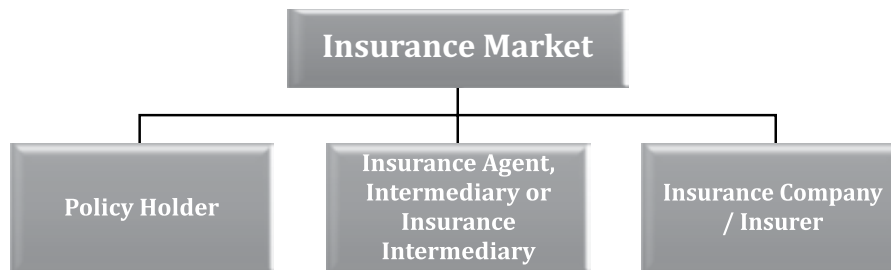 Insurance Market
Policy Holder
Insurance Agent,
Intermediary or
Insurance
Intermediary
Insurance Company
/ Insurer